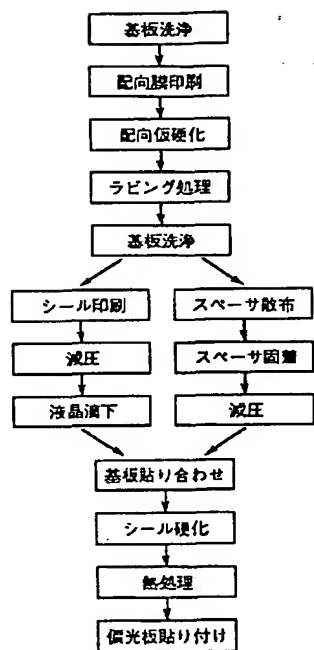 基板洗浄
配向膜印刷
配向仮硬化
ラビング処理
基板洗浄
シール印刷
スペーサ散布
減圧
スペーサ固着
液晶滴下
減圧
基板貼り合わせ
シール硬化
熱処理
偏光板貼り付け